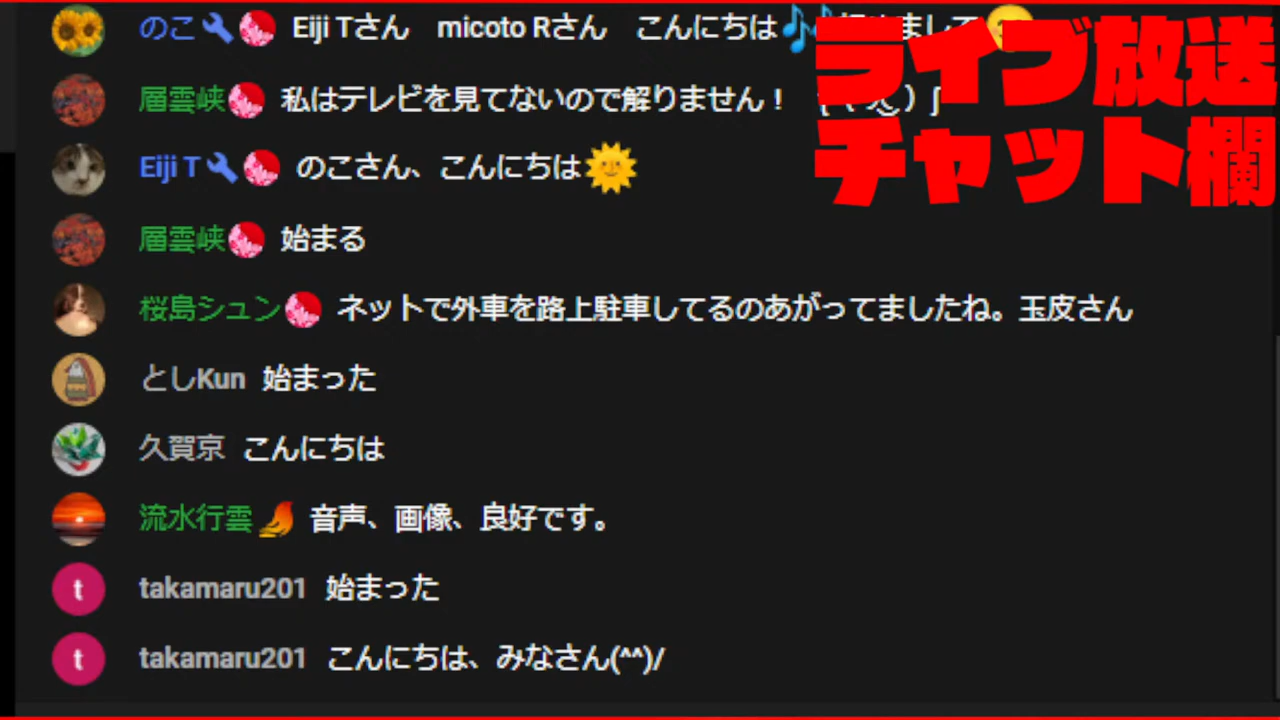 のこ Eiji Tさん micoto Rさん こんにちは
ライブ放送
チャット欄
層雲峡 私はテレビを見てないので解りません!
Eiji T のこさん、こんにちは
層雲峡 始まる
桜島シュン ネットで外車を路上駐車してるのあがってましたね。玉皮さん
としKun 始まった
久賀京 こんにちは
流水行雲 音声、画像、良好です。
t takamaru201 始まった
t takamaru201 こんにちは、みなさん(^^)/